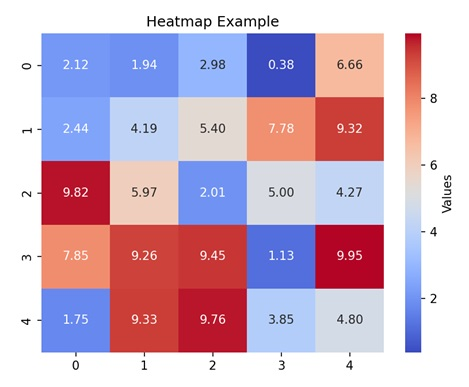 Heatmap Example
0 2.12 1.94 2.98 0.38 6.66
1 2.44 4.19 5.40 7.78 9.32
2 9.82 5.97 2.01 5.00 4.27
3 7.85 9.26 9.45 1.13 9.95
4 1.75 9.33 9.76 3.85 4.80
0 1 2 3 4
8
6
4
2
Values